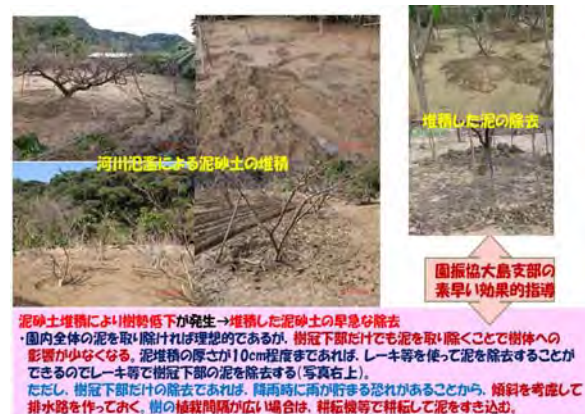 河川氾濫による泥砂土の堆積
堆積した泥の除去
園振協大島支部の
素早い効果的指導
泥砂土堆積により樹勢低下が発生→堆積した泥砂土の早急な除去
・園内全体の泥を取り除ければ理想的であるが、樹冠下部だけでも泥を取り除くことで樹体への
影響が少なくなる。泥堆積の厚さが10cm程度まであれば、レーキ等を使って泥を除去することが
できるのでレーキ等で樹冠下部の泥を除去する(写真右上)。
ただし、樹冠下部だけの除去であれば、降雨時に雨が貯まる恐れがあることから、傾斜を考慮して
排水路を作っておく。樹の植栽間隔が広い場合は、耕耘機等で耕耘して泥をすき込む。